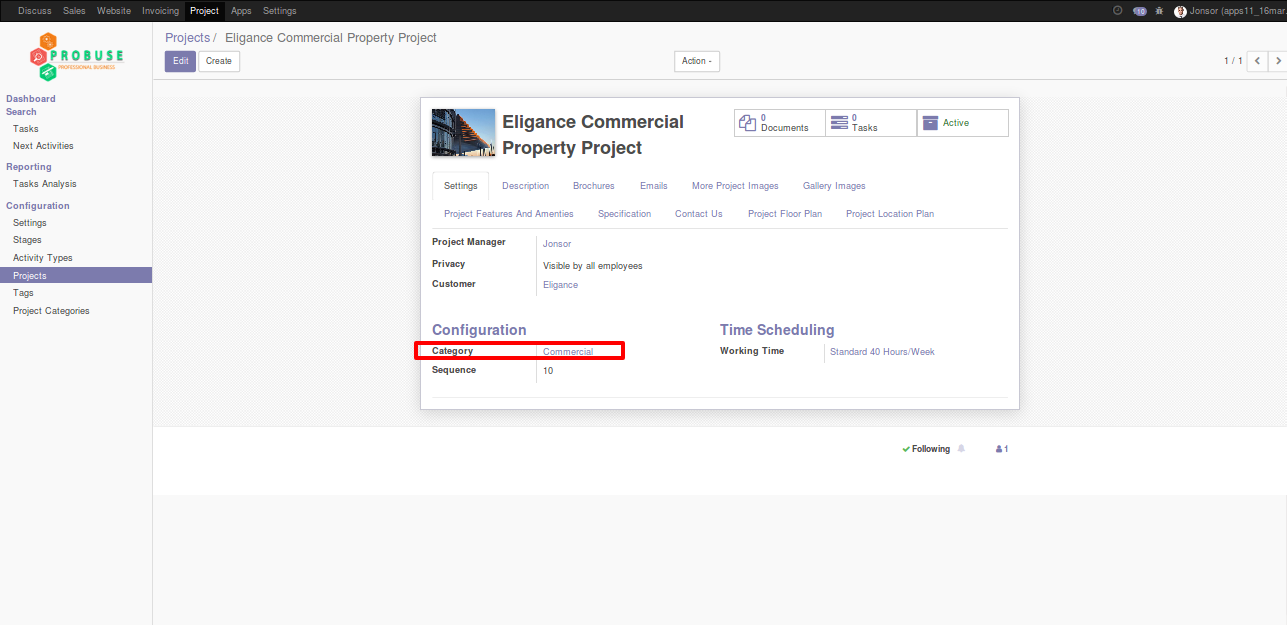 Discuss Sales Website Invoicing Project Apps Settings 10 Jonsor (apps11_16mar.
PROBUSE
PROFESSIONAL BUSINESS
Projects / Eligance Commercial Property Project
Edit Create Action 1 / 1
Dashboard
Search
Tasks
Next Activities
Reporting
Tasks Analysis
Configuration
Settings
Stages
Activity Types
Projects
Tags
Project Categories
Eligance Commercial
Property Project
0
Documents
0
Tasks
Active
Settings Description Brochures Emails More Project Images Gallery Images
Project Features And Amenties Specification Contact Us Project Floor Plan Project Location Plan
Project Manager Jonsor
Privacy Visible by all employees
Customer Eligance
Configuration Time Scheduling
Category Commercial Working Time Standard 40 Hours/Week
Sequence 10
Following 1